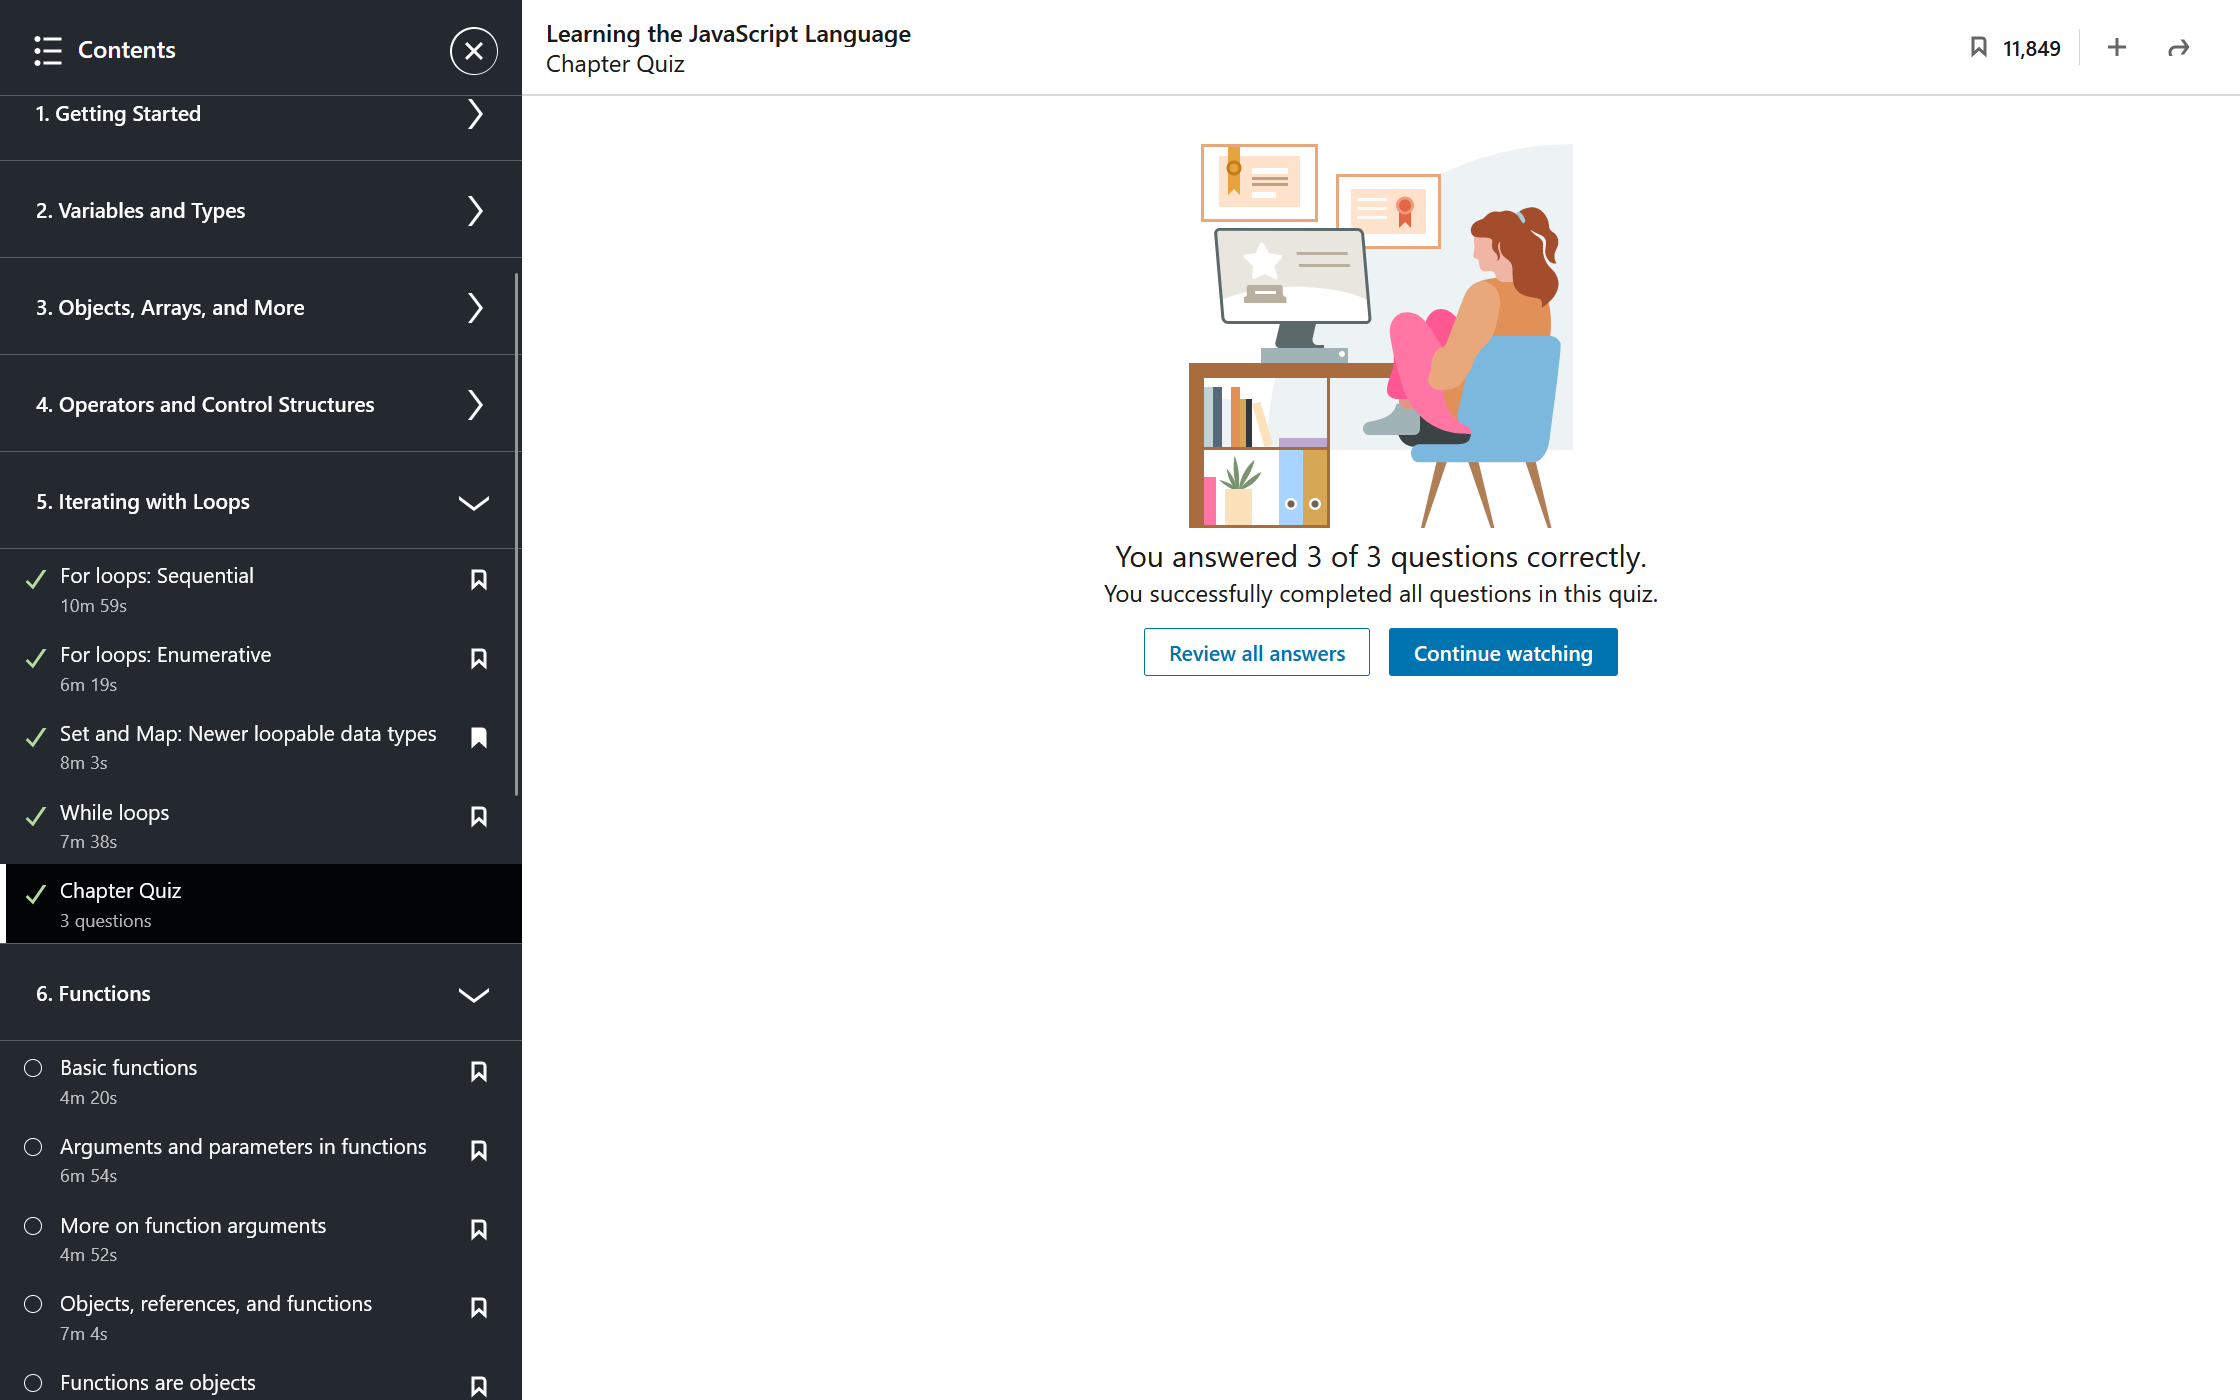 Contents
1. Getting Started
2. Variables and Types
3. Objects, Arrays, and More
4. Operators and Control Structures
5. Iterating with Loops
For loops: Sequential
10m 59s
For loops: Enumerative
6m 19s
Set and Map: Newer loopable data types
8m 3s
While loops
7m 38s
Chapter Quiz
3 questions
6. Functions
Basic functions
4m 20s
Arguments and parameters in functions
6m 54s
More on function arguments
4m 52s
Objects, references, and functions
7m 4s
Functions are objects
Learning the JavaScript Language
Chapter Quiz
11,849
You answered 3 of 3 questions correctly.
You successfully completed all questions in this quiz.
Review all answers
Continue watching